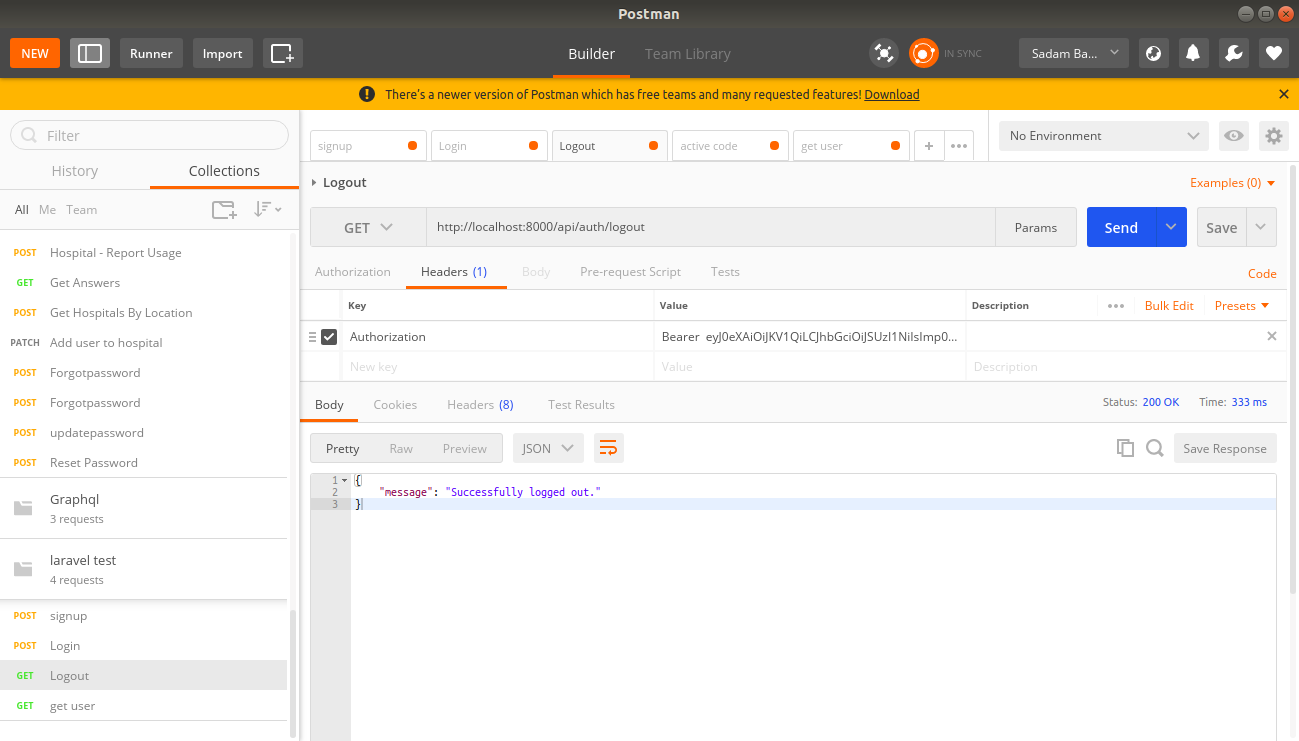 Postman
NEW Runner Import Builder Team Library IN SYNC Sadam Ba...
There's a newer version of Postman which has free teams and many requested features! Download
Filter
History Collections
All Me Team
POST Hospital - Report Usage
GET Get Answers
POST Get Hospitals By Location
PATCH Add user to hospital
POST Forgotpassword
POST Forgotpassword
POST updatepassword
POST Reset Password
Graphql
3 requests
laravel test
4 requests
POST signup
POST Login
GET Logout
GET get user
signup Login Logout active code get user + ••• No Environment
Logout Examples (0)
GET http://localhost:8000/api/auth/logout Params Send Save
Authorization Headers (1) Body Pre-request Script Tests Code
Key Value Description ••• Bulk Edit Presets
Authorization Bearer eyJ0eXAiOiJKV1QiLCJhbGciOiJSUzI1NiIsImp0...
New key Value Description
Body Cookies Headers (8) Test Results Status: 200 OK Time: 333 ms
Pretty Raw Preview JSON Save Response
1 {
2 "message": "Successfully logged out."
3 }